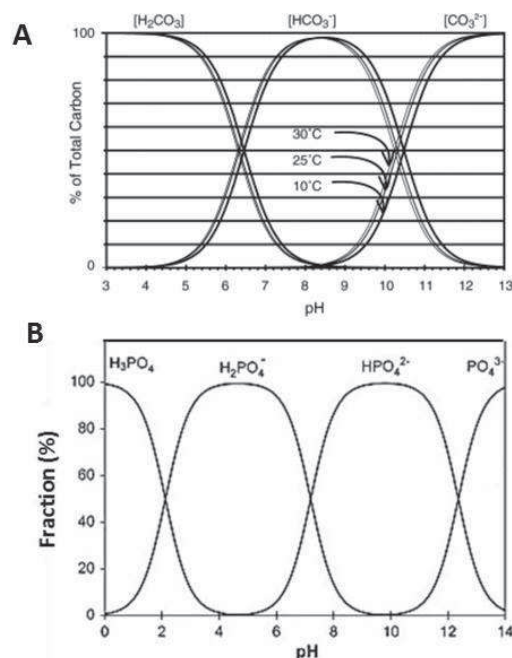 A
[H₂CO₃] [HCO₃⁻] [CO₃²⁻]
100
% of Total Carbon
30°C
25°C
10°C
0
3 4 5 6 7 8 9 10 11 12 13
pH
B
H₃PO₄ H₂PO₄⁻ HPO₄²⁻ PO₄³⁻
100
80
Fraction (%)
60
40
20
0
0 2 4 6 8 10 12 14
pH